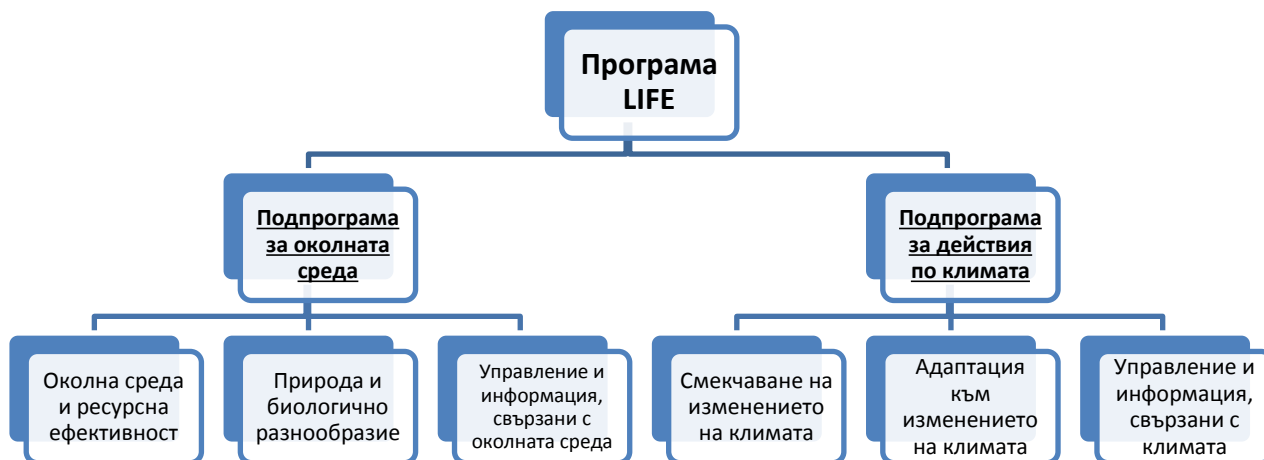 Програма
LIFE
Подпрограма
за околната
среда
Подпрограма
за действия
по климата
Околна среда
и ресурсна
ефективност
Природа и
биологично
разнообразие
Управление и
информация,
свързани с
околната среда
Смекчаване на
изменението
на климата
Адаптация
към
изменението
на климата
Управление и
информация,
свързани с
климата